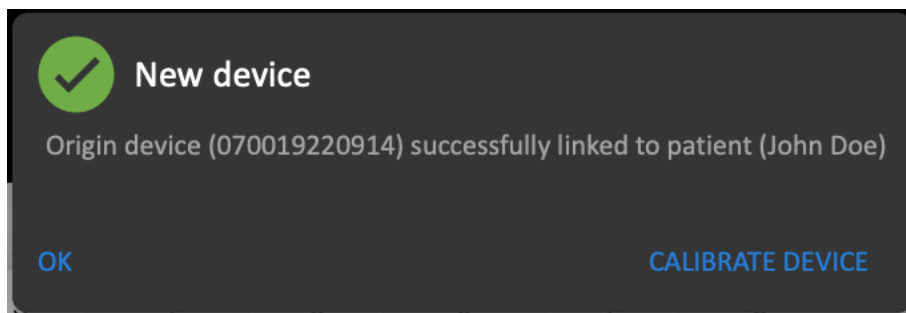 New device
Origin device (070019220914) successfully linked to patient (John Doe)
OK
CALIBRATE DEVICE